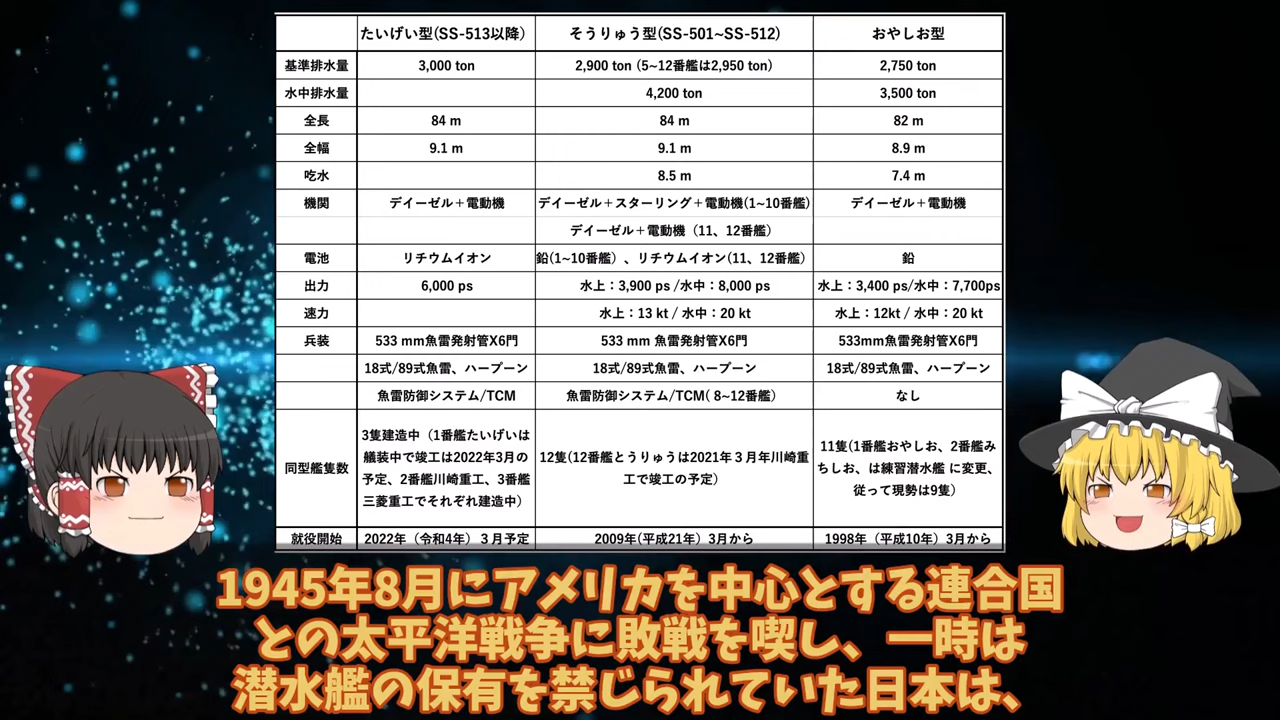 たいげい型(SS-513以降) そうりゅう型(SS-501~SS-512) おやしお型
基準排水量 3,000 ton 2,900 ton (5~12番艦は2,950 ton) 2,750 ton
水中排水量 4,200 ton 3,500 ton
全長 84 m 84 m 82 m
全幅 9.1 m 9.1 m 8.9 m
吃水 8.5 m 7.4 m
機関 デイーゼル＋電動機 デイーゼル＋スターリング＋電動機(1~10番艦) デイーゼル＋電動機
デイーゼル＋電動機（11、12番艦）
電池 リチウムイオン 鉛(1~10番艦）、リチウムイオン(11、12番艦） 鉛
出力 6,000 ps 水上：3,900 ps /水中：8,000 ps 水上：3,400 ps/水中：7,700ps
速力 水上：13 kt / 水中：20 kt 水上：12kt / 水中：20 kt
兵装 533 mm魚雷発射管X6門 533 mm 魚雷発射管X6門 533mm魚雷発射管X6門
18式/89式魚雷、ハープーン 18式/89式魚雷、ハープーン 18式/89式魚雷、ハープーン
魚雷防御システム/TCM 魚雷防御システム/TCM( 8~12番艦） なし
同型艦隻数
3隻建造中（1番艦たいげいは
艤装中で竣工は2022年3月の
予定、2番艦川崎重工、3番艦
三菱重工でそれぞれ建造中）
12隻(12番艦とうりゅうは2021年３月年川崎重
工で竣工の予定）
11隻(1番艦おやしお、2番艦み
ちしお、は練習潜水艦 に変更、
従って現勢は9隻）
就役開始 2022年（令和4年）３月予定 2009年(平成21年）3月から 1998年（平成10年）3月から
1945年8月にアメリカを中心とする連合国
との太平洋戦争に敗戦を喫し、一時は
潜水艦の保有を禁じられていた日本は、